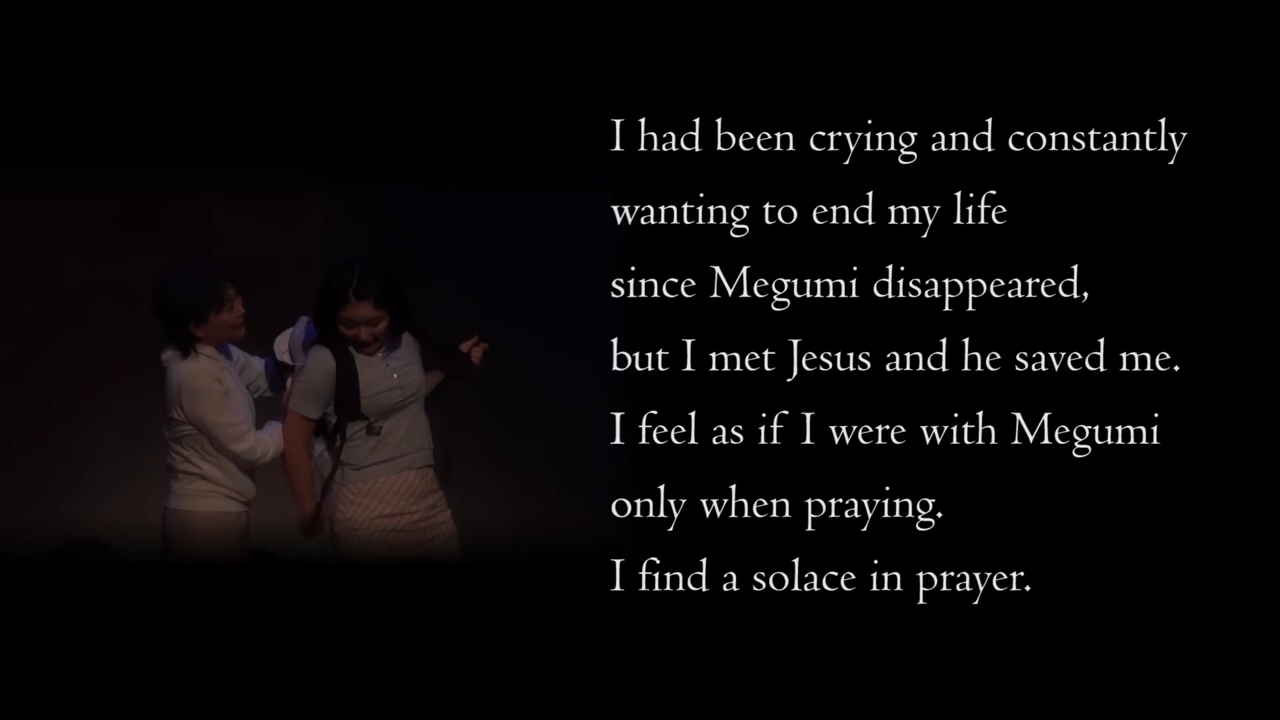 I had been crying and constantly
wanting to end my life
since Megumi disappeared,
but I met Jesus and he saved me.
I feel as if I were with Megumi
only when praying.
I find a solace in prayer.